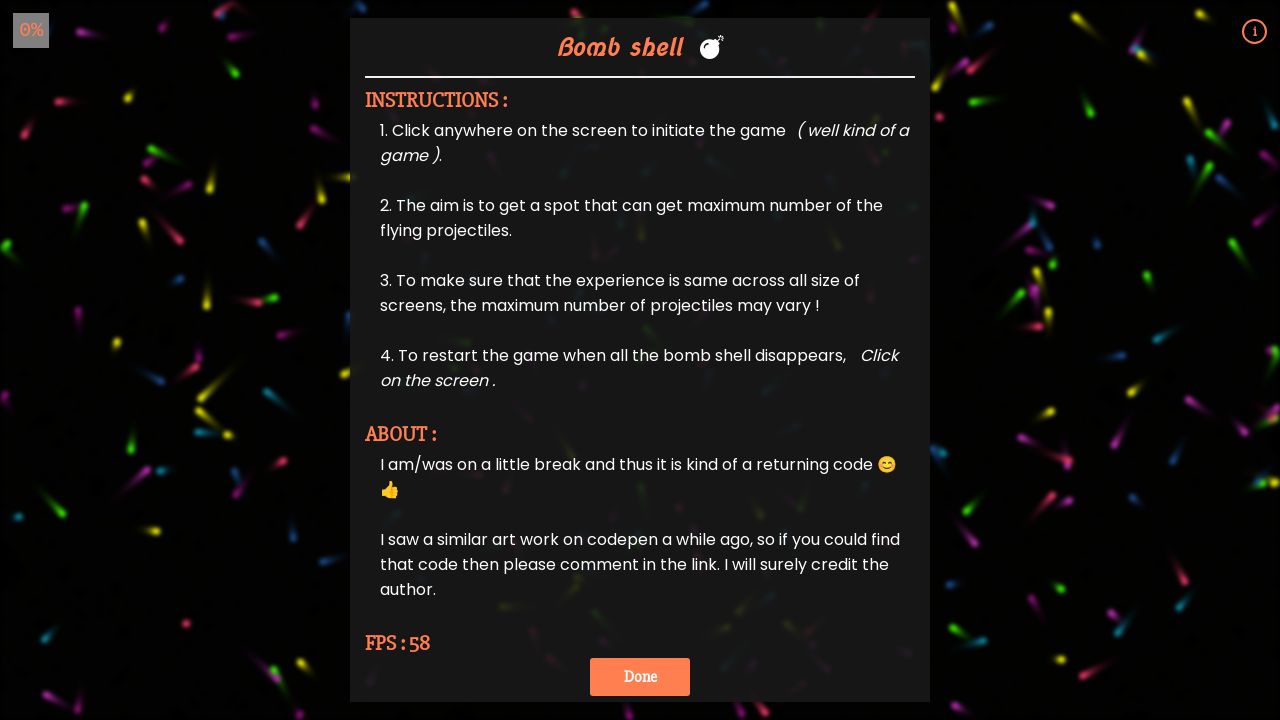 0%
i
Bomb shell 💣
INSTRUCTIONS :
1. Click anywhere on the screen to initiate the game ( well kind of a
game ).
2. The aim is to get a spot that can get maximum number of the
flying projectiles.
3. To make sure that the experience is same across all size of
screens, the maximum number of projectiles may vary !
4. To restart the game when all the bomb shell disappears, Click
on the screen .
ABOUT :
I am/was on a little break and thus it is kind of a returning code 😊
👍
I saw a similar art work on codepen a while ago, so if you could find
that code then please comment in the link. I will surely credit the
author.
FPS : 58
Done